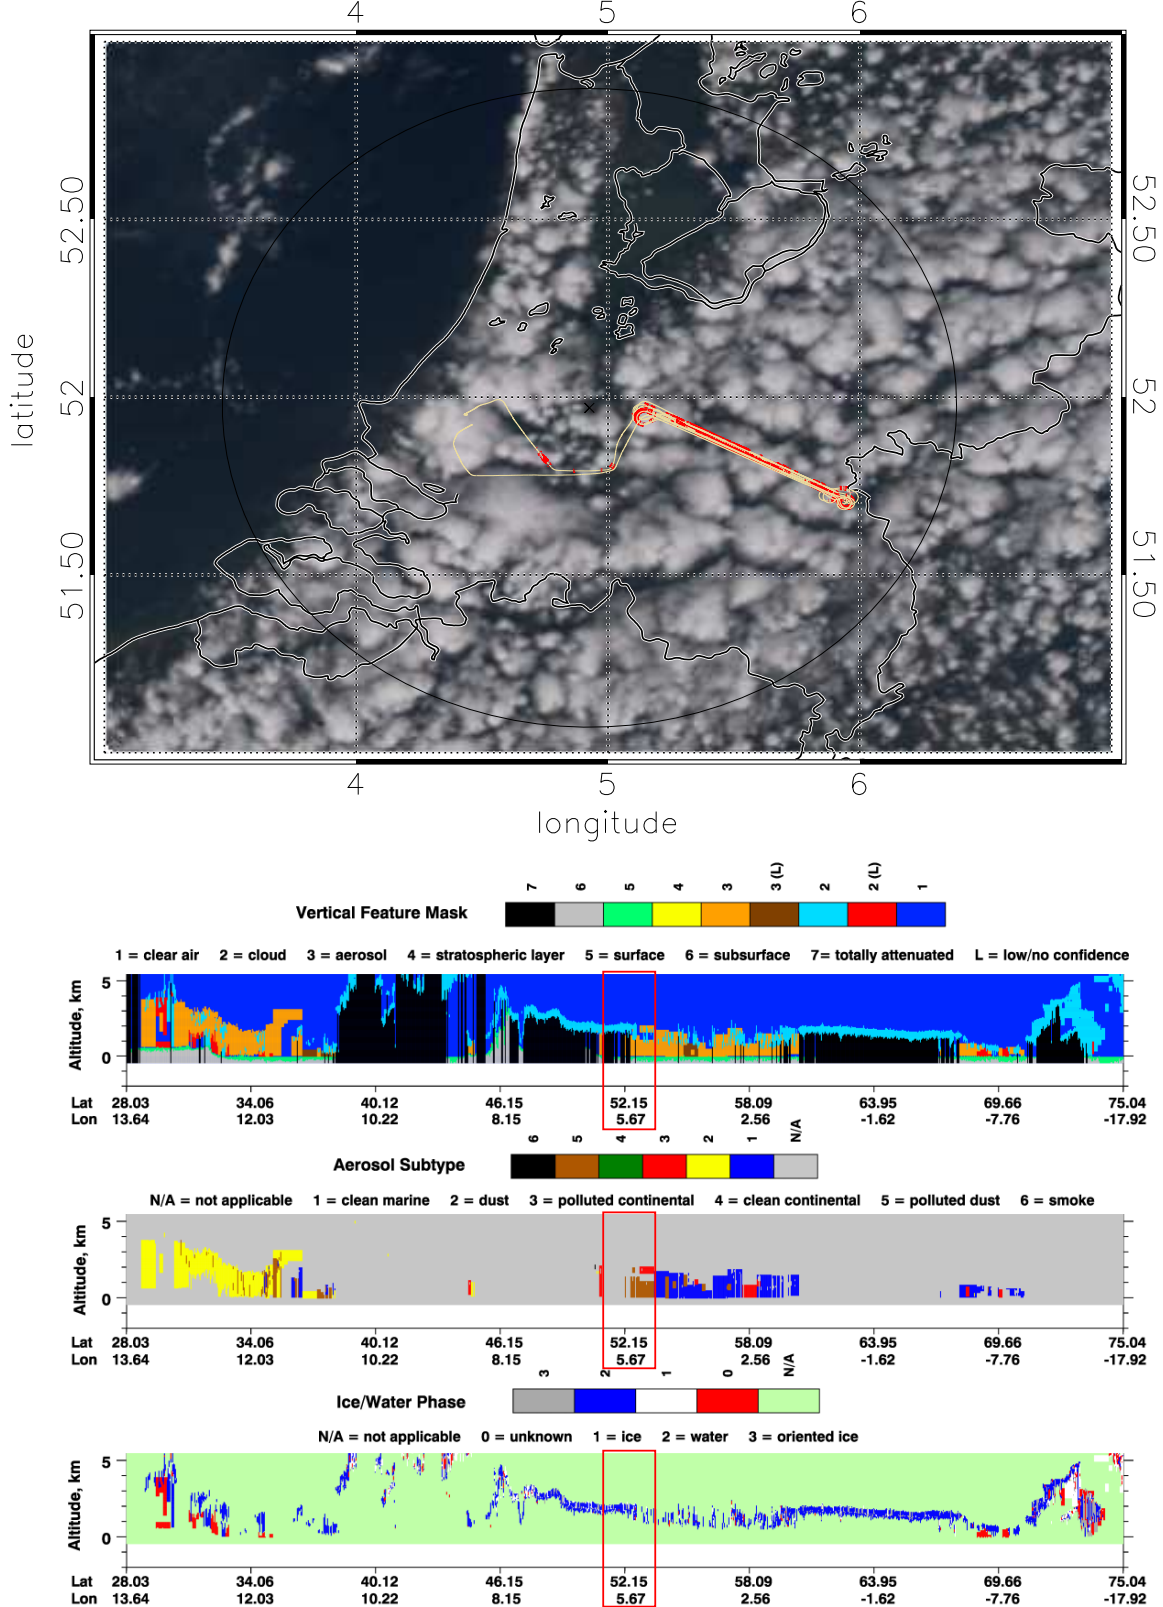 4 5 6
52.50 52.50
latitude
52 52
51.50 51.50
4 5 6
longitude
Vertical Feature Mask 7 6 5 4 3 3 (L) 2 2 (L) 1
1 = clear air 2 = cloud 3 = aerosol 4 = stratospheric layer 5 = surface 6 = subsurface 7= totally attenuated L = low/no confidence
Altitude, km
5
0
Lat 28.03 34.06 40.12 46.15 52.15 58.09 63.95 69.66 75.04
Lon 13.64 12.03 10.22 8.15 5.67 2.56 -1.62 -7.76 -17.92
Aerosol Subtype 6 5 4 3 2 1 N/A
N/A = not applicable 1 = clean marine 2 = dust 3 = polluted continental 4 = clean continental 5 = polluted dust 6 = smoke
Altitude, km
5
0
Lat 28.03 34.06 40.12 46.15 52.15 58.09 63.95 69.66 75.04
Lon 13.64 12.03 10.22 8.15 5.67 2.56 -1.62 -7.76 -17.92
Ice/Water Phase 3 2 1 0 N/A
N/A = not applicable 0 = unknown 1 = ice 2 = water 3 = oriented ice
Altitude, km
5
0
Lat 28.03 34.06 40.12 46.15 52.15 58.09 63.95 69.66 75.04
Lon 13.64 12.03 10.22 8.15 5.67 2.56 -1.62 -7.76 -17.92